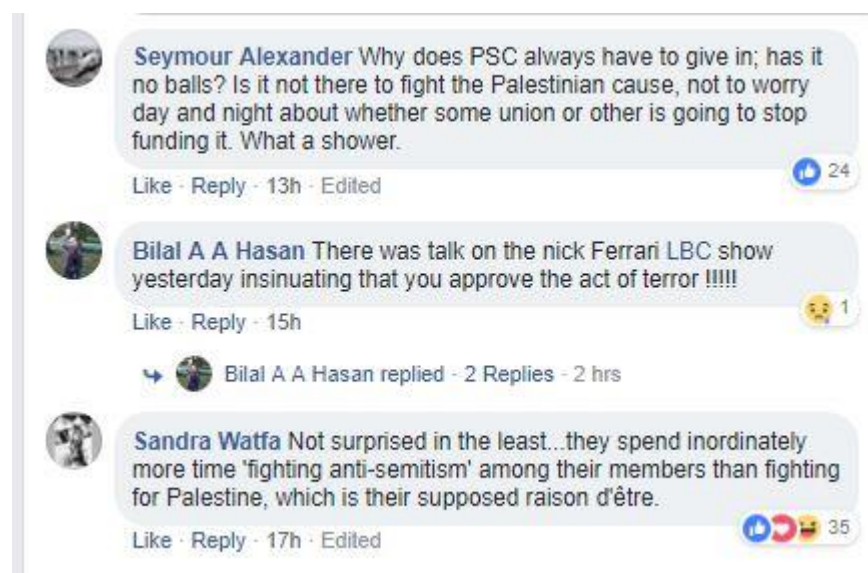 Seymour Alexander Why does PSC always have to give in; has it
no balls? Is it not there to fight the Palestinian cause, not to worry
day and night about whether some union or other is going to stop
funding it. What a shower.
24
Like · Reply · 13h · Edited
Bilal A A Hasan There was talk on the nick Ferrari LBC show
yesterday insinuating that you approve the act of terror !!!!!
1
Like · Reply · 15h
Bilal A A Hasan replied · 2 Replies · 2 hrs
Sandra Watfa Not surprised in the least...they spend inordinately
more time 'fighting anti-semitism' among their members than fighting
for Palestine, which is their supposed raison d'être.
35
Like · Reply · 17h · Edited